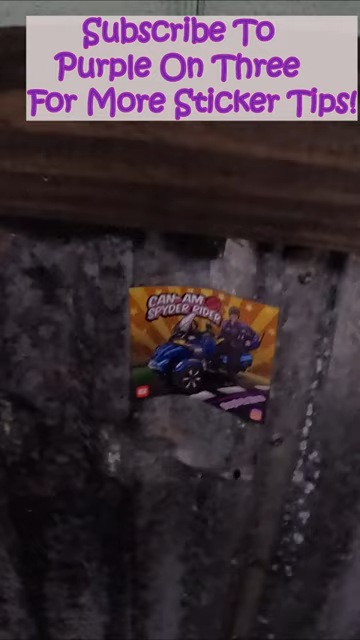 Subscribe To
Purple On Three
For More Sticker Tips!
CAN-AM
SPYDER RIDER